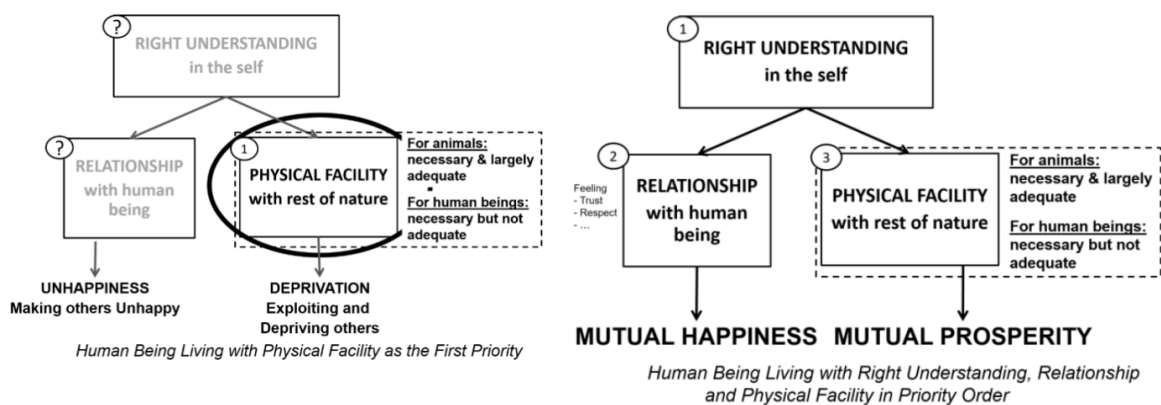 ?
RIGHT UNDERSTANDING
in the self
?
RELATIONSHIP
with human
being
1
PHYSICAL FACILITY
with rest of nature
For animals:
necessary & largely
adequate
For human beings:
necessary but not
adequate
UNHAPPINESS
Making others Unhappy
DEPRIVATION
Exploiting and
Depriving others
Human Being Living with Physical Facility as the First Priority
1
RIGHT UNDERSTANDING
in the self
Feeling
- Trust
- Respect
- ...
2
RELATIONSHIP
with human
being
3
PHYSICAL FACILITY
with rest of nature
For animals:
necessary & largely
adequate
For human beings:
necessary but not
adequate
MUTUAL HAPPINESS
MUTUAL PROSPERITY
Human Being Living with Right Understanding, Relationship
and Physical Facility in Priority Order